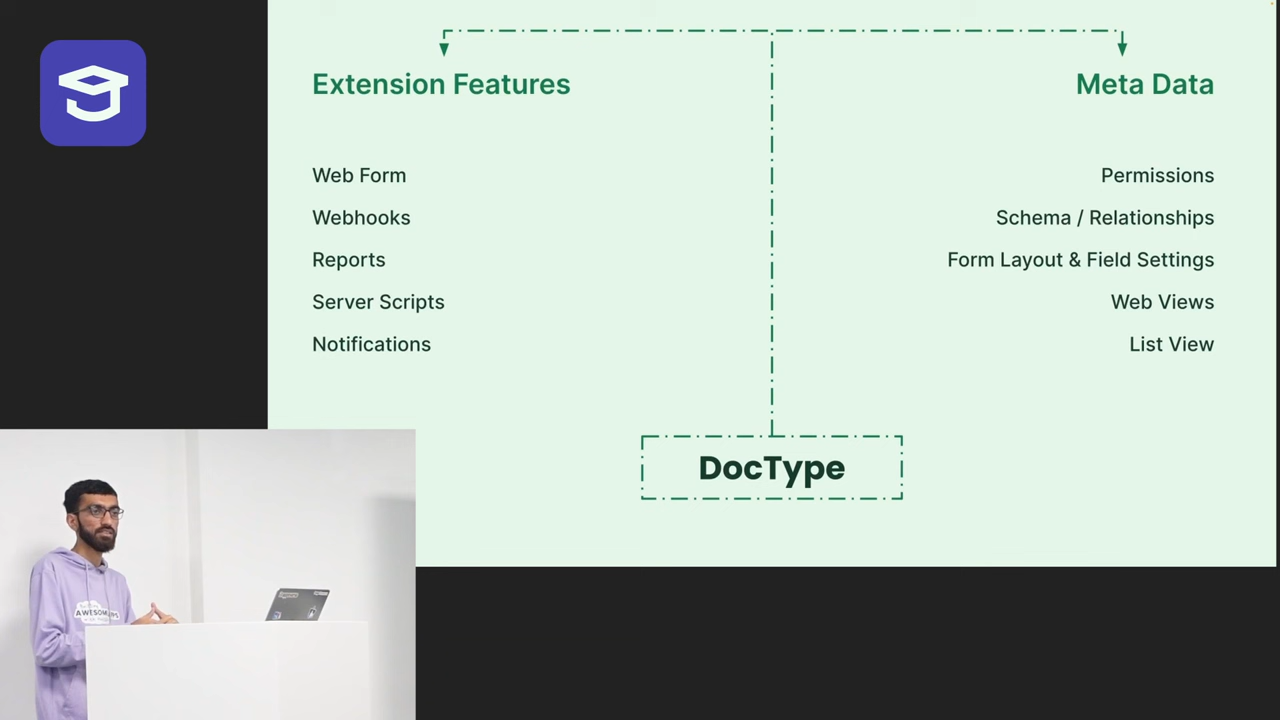 Extension Features
Meta Data
Web Form
Webhooks
Reports
Server Scripts
Notifications
Permissions
Schema / Relationships
Form Layout & Field Settings
Web Views
List View
DocType